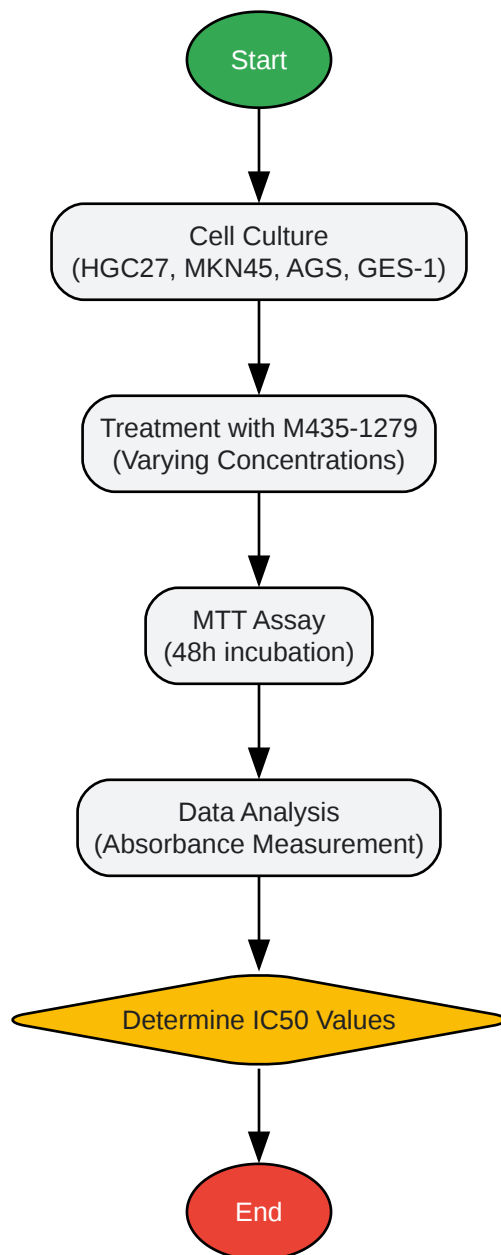 Start
Cell Culture
(HGC27, MKN45, AGS, GES-1)
Treatment with M435-1279
(Varying Concentrations)
MTT Assay
(48h incubation)
Data Analysis
(Absorbance Measurement)
Determine IC50 Values
End